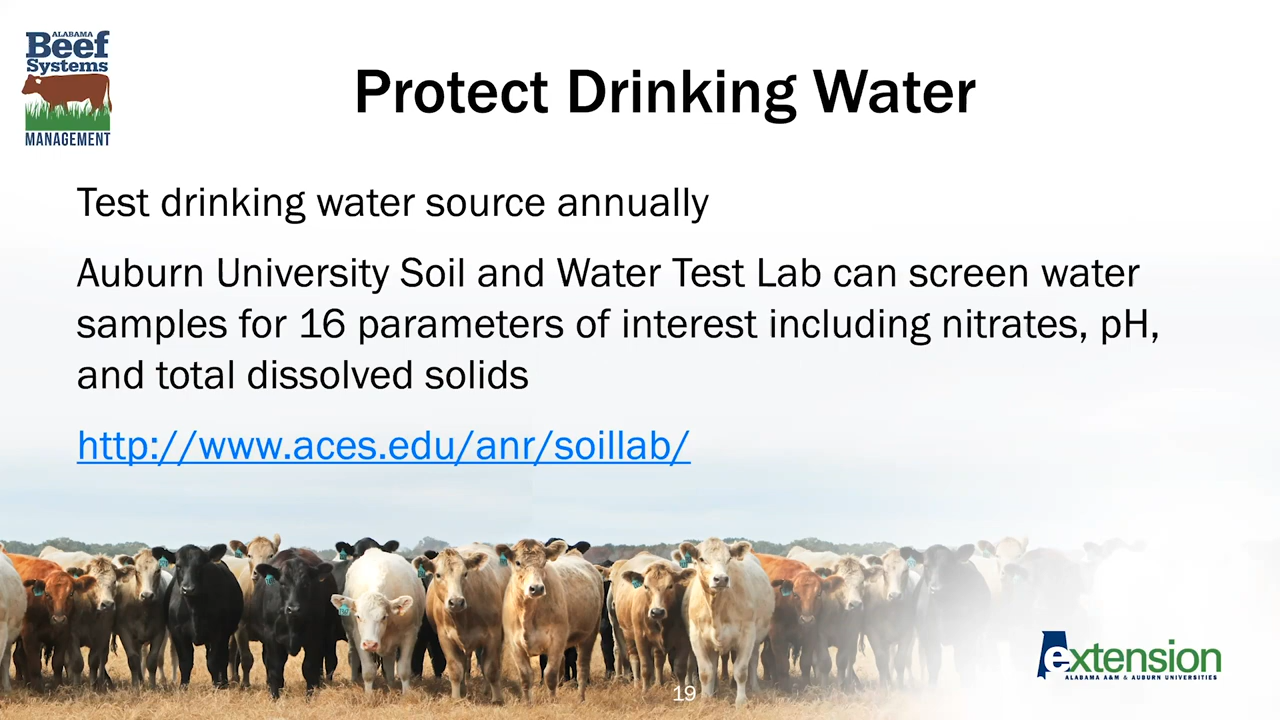 ALABAMA
Beef
Systems
MANAGEMENT
Protect Drinking Water
Test drinking water source annually
Auburn University Soil and Water Test Lab can screen water
samples for 16 parameters of interest including nitrates, pH,
and total dissolved solids
http://www.aces.edu/anr/soillab/
19
extension
ALABAMA A&M & AUBURN UNIVERSITIES